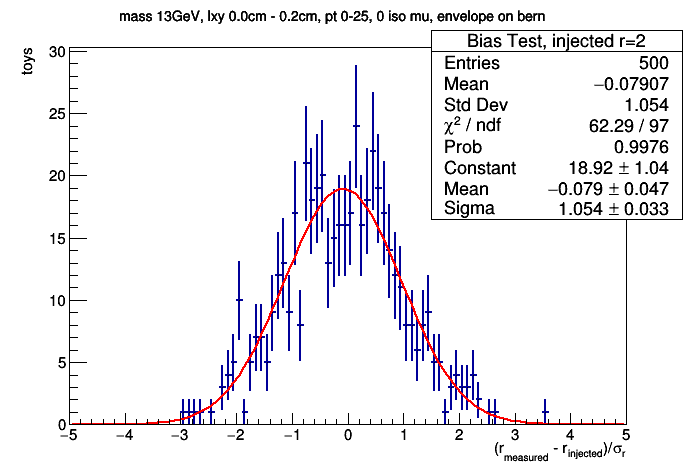 mass 13GeV, lxy 0.0cm - 0.2cm, pt 0-25, 0 iso mu, envelope on bern
Bias Test, injected r=2
Entries 500
Mean −0.07907
Std Dev 1.054
χ² / ndf 62.29 / 97
Prob 0.9976
Constant 18.92 ± 1.04
Mean −0.079 ± 0.047
Sigma 1.054 ± 0.033
toys
30
25
20
15
10
5
0
−5 −4 −3 −2 −1 0 1 2 3 4 5
(r_measured - r_injected)/σ_r